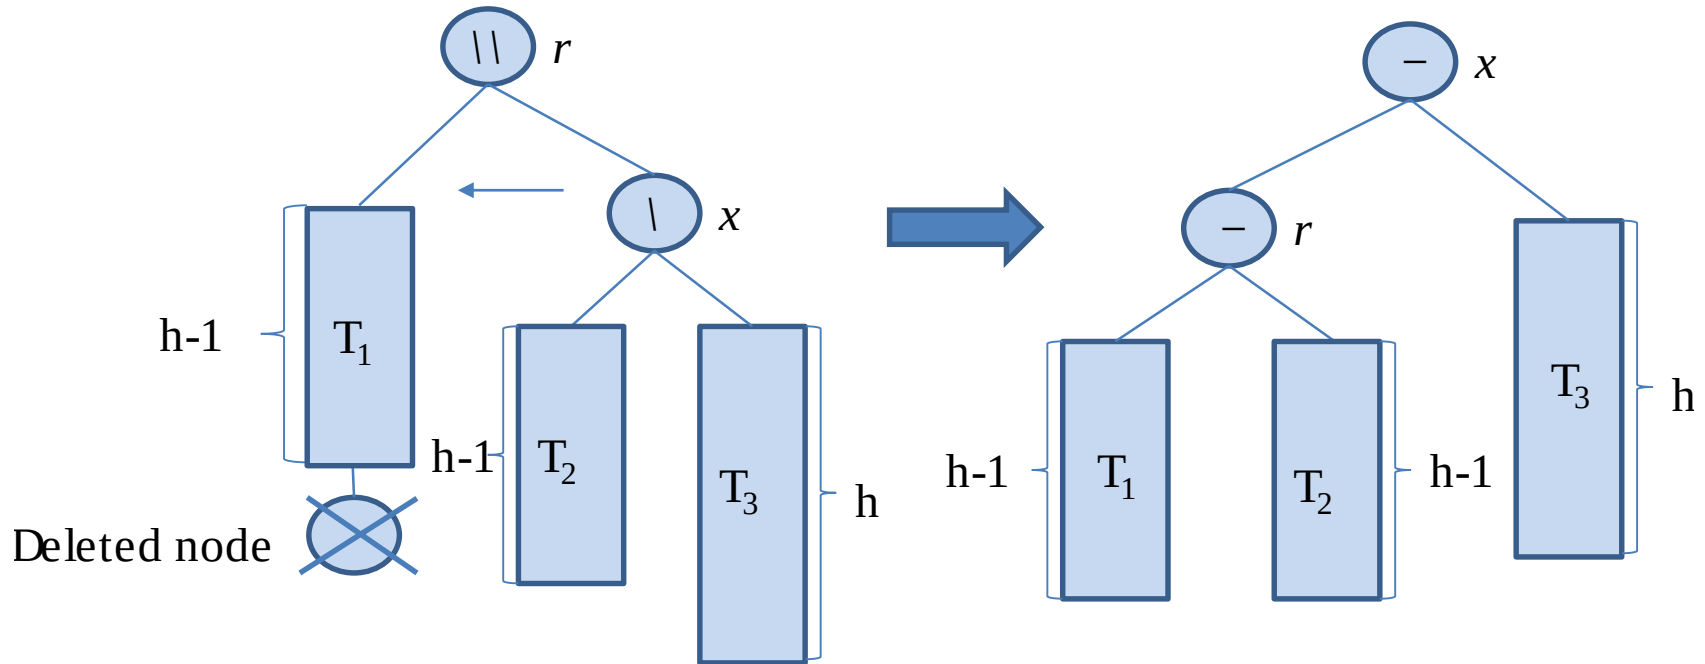 \ \ r
– x
\ x
– r
h-1 T1
T3 h
h-1 T2
T3 h
h-1 T1
T2 h-1
Deleted node